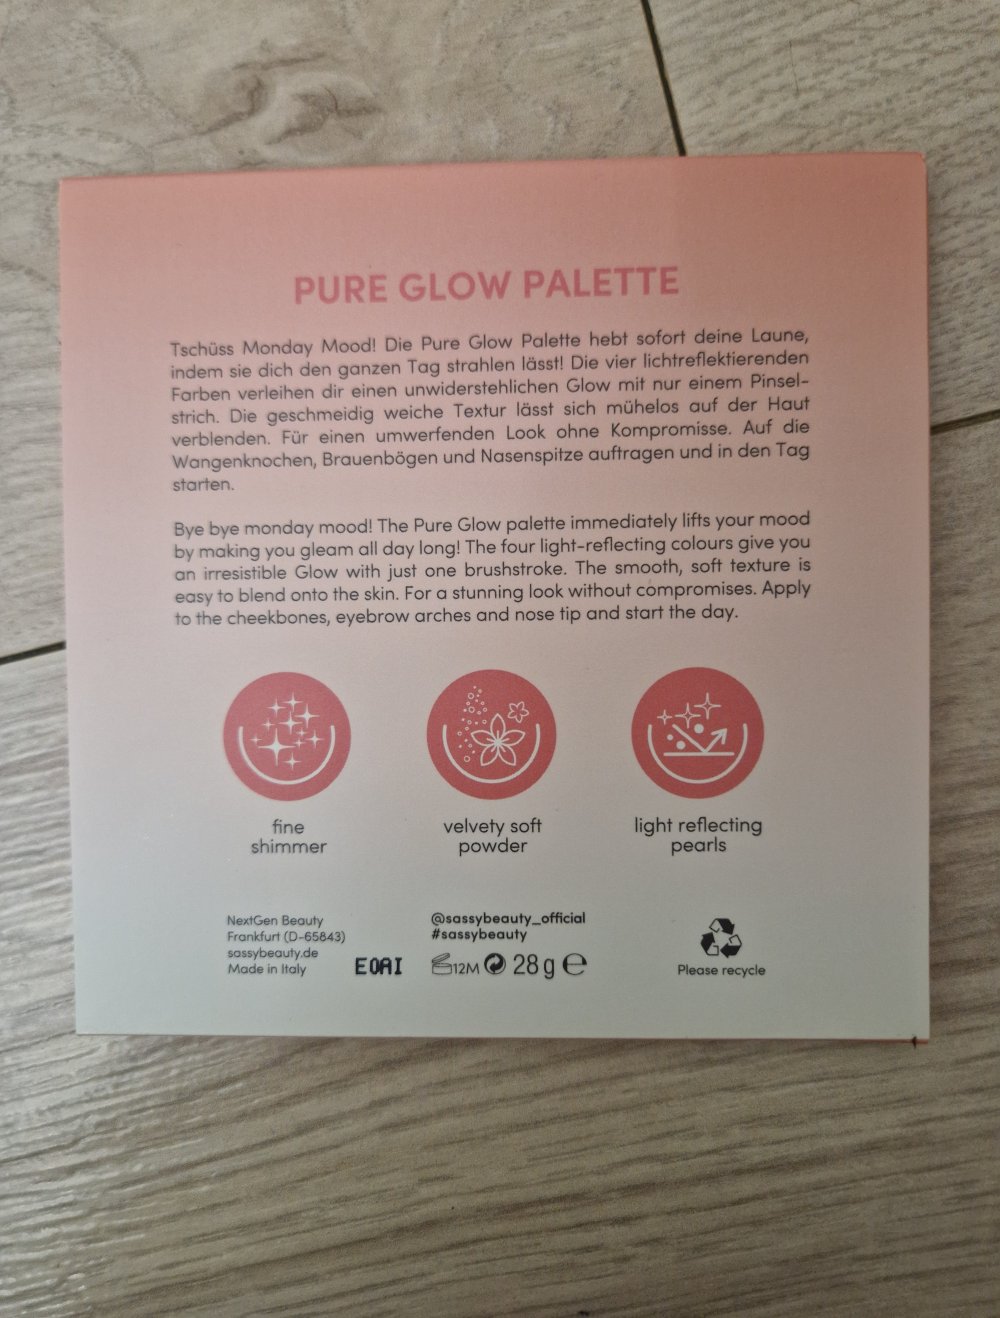 PURE GLOW PALETTE
Tschüss Monday Mood! Die Pure Glow Palette hebt sofort deine Laune,
indem sie dich den ganzen Tag strahlen lässt! Die vier lichtreflektierenden
Farben verleihen dir einen unwiderstehlichen Glow mit nur einem Pinsel-
strich. Die geschmeidig weiche Textur lässt sich mühelos auf der Haut
verblenden. Für einen umwerfenden Look ohne Kompromisse. Auf die
Wangenknochen, Brauenbögen und Nasenspitze auftragen und in den Tag
starten.
Bye bye monday mood! The Pure Glow palette immediately lifts your mood
by making you gleam all day long! The four light-reflecting colours give you
an irresistible Glow with just one brushstroke. The smooth, soft texture is
easy to blend onto the skin. For a stunning look without compromises. Apply
to the cheekbones, eyebrow arches and nose tip and start the day.
fine
shimmer
velvety soft
powder
light reflecting
pearls
NextGen Beauty
Frankfurt (D-65843)
sassybeauty.de
Made in Italy
EOAI
@sassybeauty_official
#sassybeauty
12M 28g ℮
Please recycle